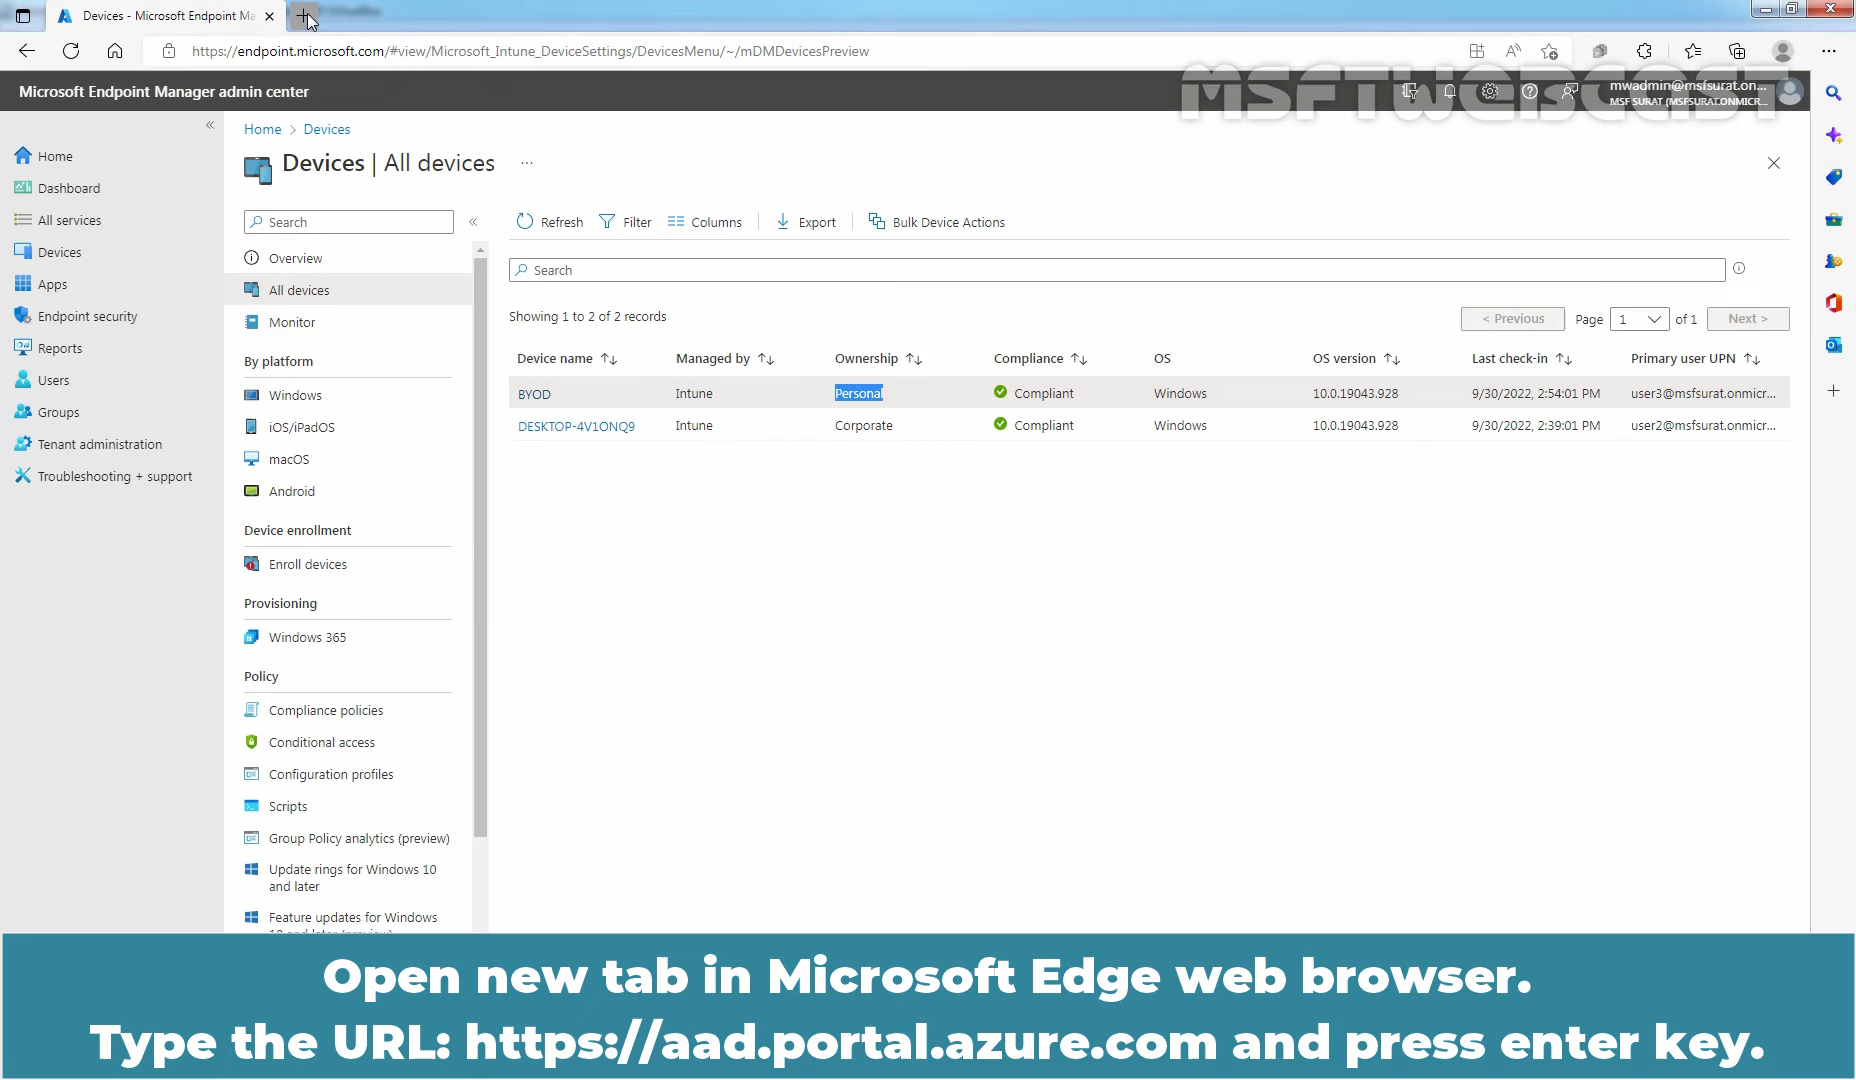 Devices - Microsoft Endpoint Ma
https://endpoint.microsoft.com/#view/Microsoft_Intune_DeviceSettings/DevicesMenu/~/mDMDevicesPreview
Microsoft Endpoint Manager admin center
MSFTWEBCAST
mwadmin@msfsurat.on...
MSF SURAT (MSFSURAT.ONMICR...
Home
Dashboard
All services
Devices
Apps
Endpoint security
Reports
Users
Groups
Tenant administration
Troubleshooting + support
Home > Devices
Devices | All devices ...
Search
Overview
All devices
Monitor
By platform
Windows
iOS/iPadOS
macOS
Android
Device enrollment
Enroll devices
Provisioning
Windows 365
Policy
Compliance policies
Conditional access
Configuration profiles
Scripts
Group Policy analytics (preview)
Update rings for Windows 10
and later
Feature updates for Windows
10 and later (preview)
Refresh Filter Columns Export Bulk Device Actions
Search
Showing 1 to 2 of 2 records
< Previous Page 1 of 1 Next >
Device name Managed by Ownership Compliance OS OS version Last check-in Primary user UPN
BYOD Intune Personal Compliant Windows 10.0.19043.928 9/30/2022, 2:54:01 PM user3@msfsurat.onmicr...
DESKTOP-4V1ONQ9 Intune Corporate Compliant Windows 10.0.19043.928 9/30/2022, 2:39:01 PM user2@msfsurat.onmicr...
Open new tab in Microsoft Edge web browser.
Type the URL: https://aad.portal.azure.com and press enter key.